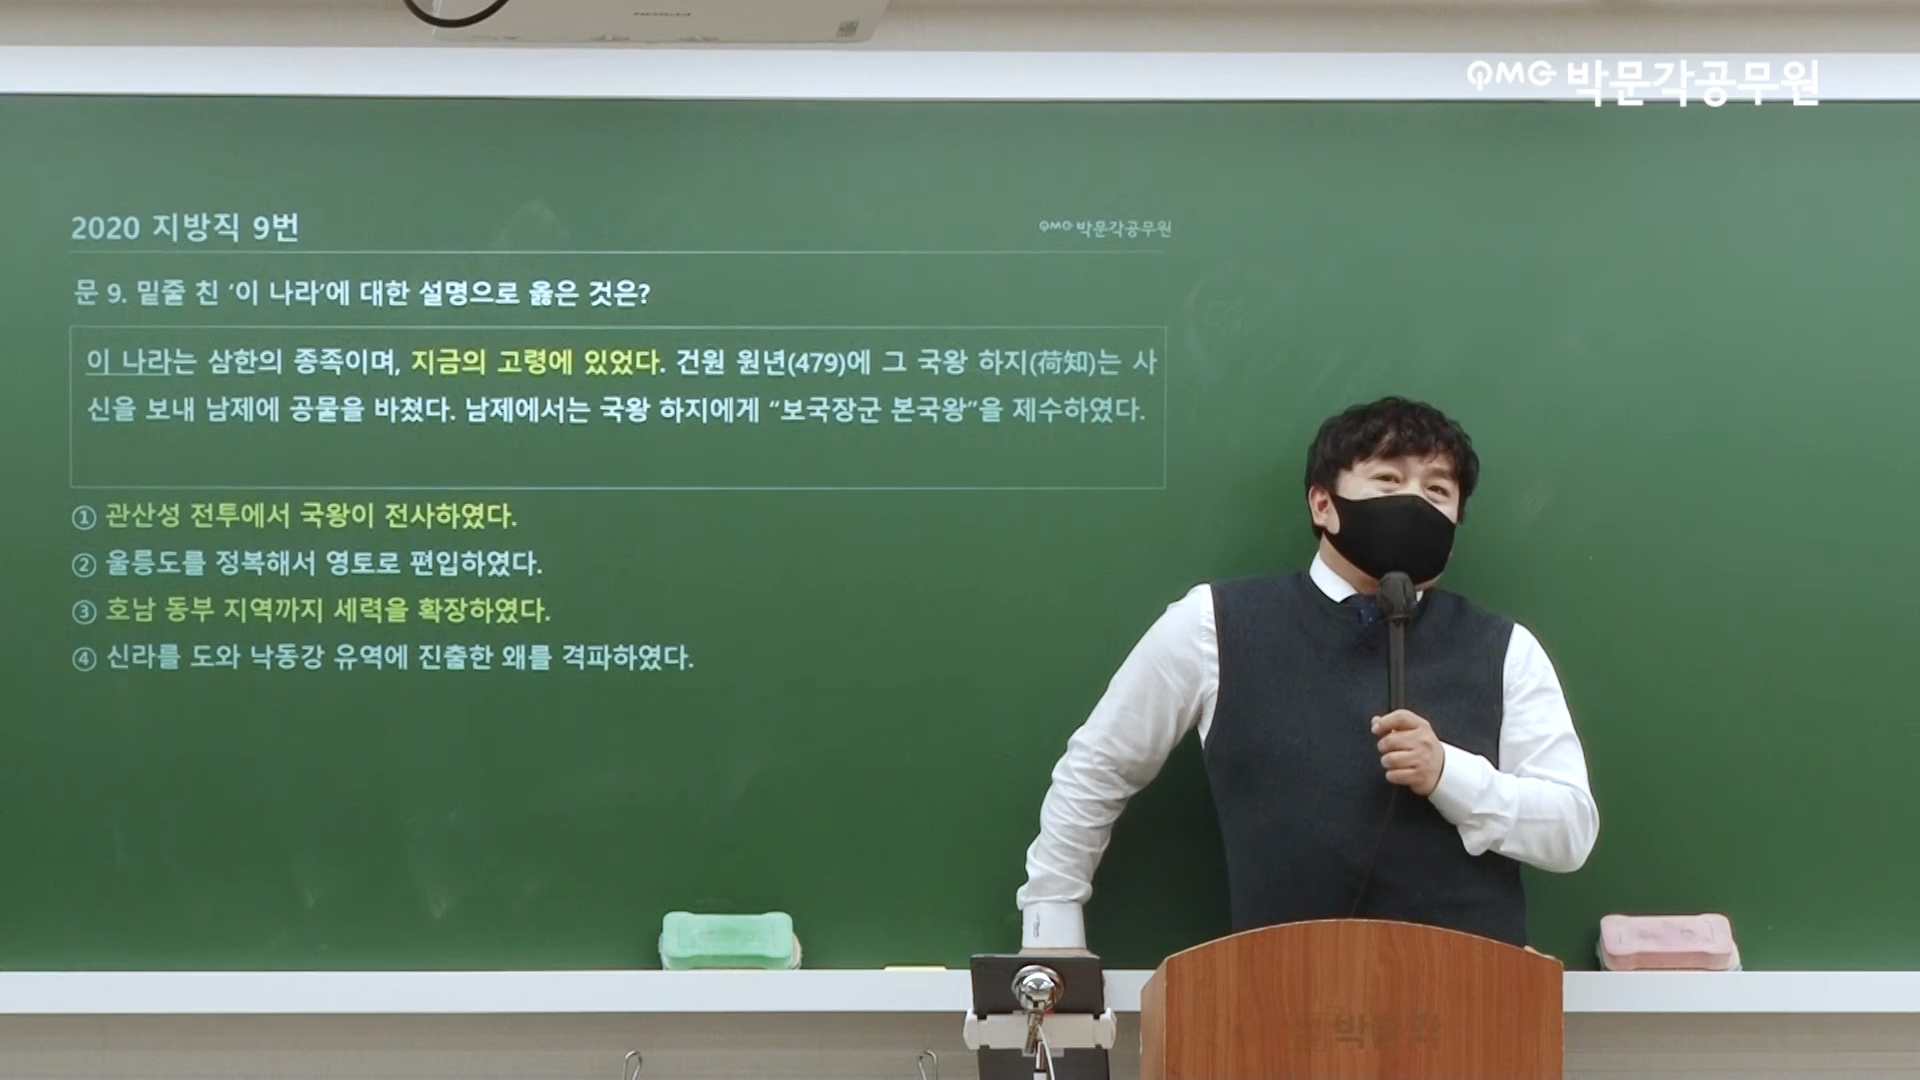 박문각공무원
2020 지방직 9번
박문각공무원
문 9. 밑줄 친 ‘이 나라’에 대한 설명으로 옳은 것은?
이 나라는 삼한의 종족이며, 지금의 고령에 있었다. 건원 원년(479)에 그 국왕 하지(荷知)는 사
신을 보내 남제에 공물을 바쳤다. 남제에서는 국왕 하지에게 “보국장군 본국왕”을 제수하였다.
① 관산성 전투에서 국왕이 전사하였다.
② 울릉도를 정복해서 영토로 편입하였다.
③ 호남 동부 지역까지 세력을 확장하였다.
④ 신라를 도와 낙동강 유역에 진출한 왜를 격파하였다.
박문각